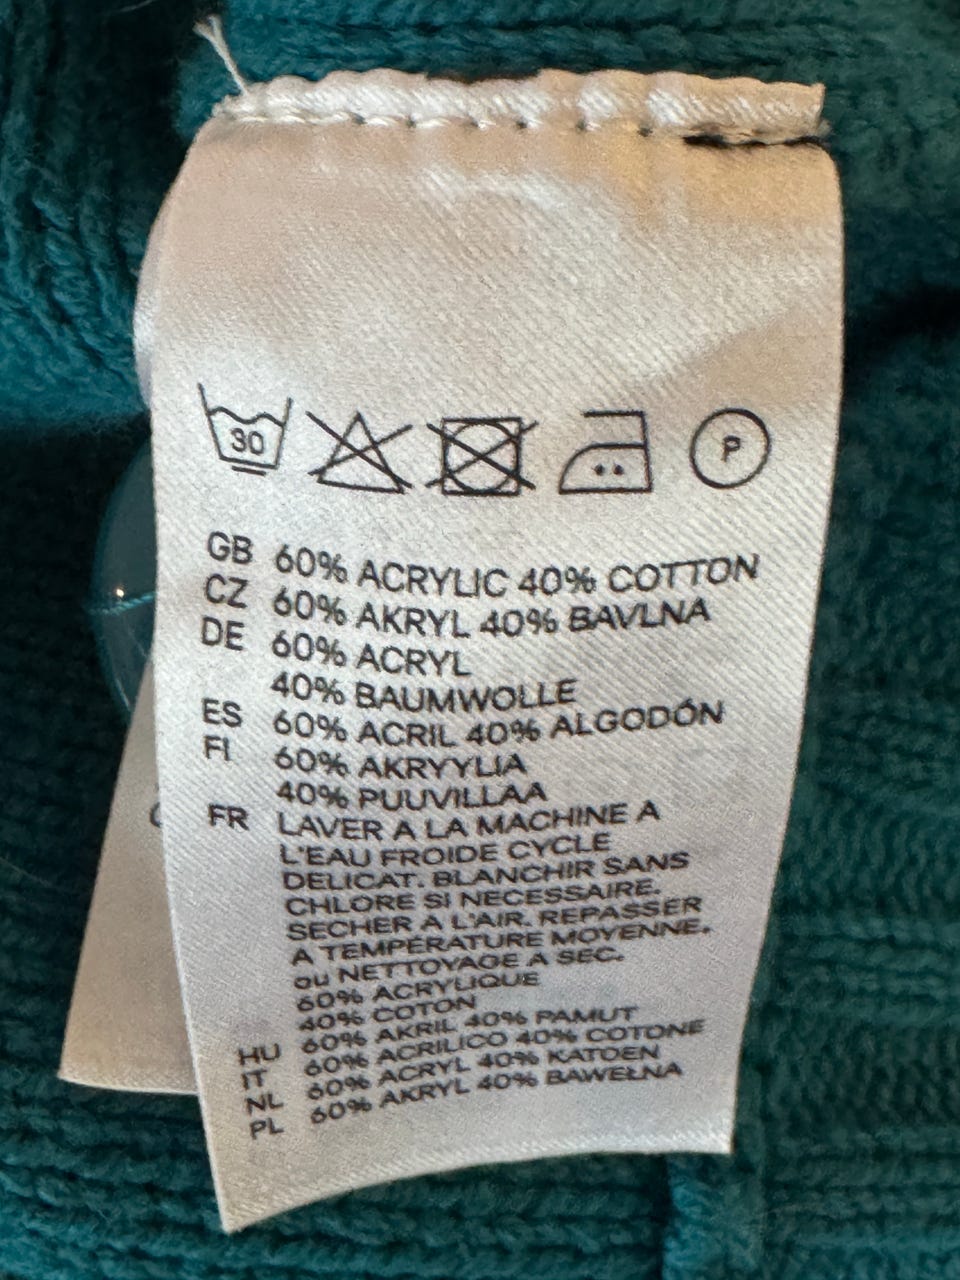 30
P
GB 60% ACRYLIC 40% COTTON
CZ 60% AKRYL 40% BAVLNA
DE 60% ACRYL
40% BAUMWOLLE
ES 60% ACRIL 40% ALGODÓN
FI 60% AKRYYLIA
40% PUUVILLAA
FR LAVER A LA MACHINE A
L'EAU FROIDE CYCLE
DELICAT. BLANCHIR SANS
CHLORE SI NECESSAIRE.
SECHER A L'AIR. REPASSER
A TEMPÉRATURE MOYENNE.
ou NETTOYAGE A SEC.
60% ACRYLIQUE
40% COTON
HU 60% AKRIL 40% PAMUT
IT 60% ACRILICO 40% COTONE
NL 60% ACRYL 40% KATOEN
PL 60% AKRYL 40% BAWEŁNA